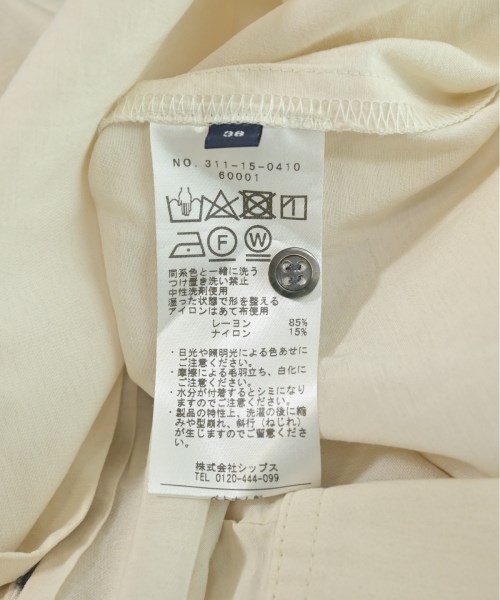 38
NO. 311-15-0410
60001
F W
同系色と一緒に洗う
つけ置き洗い禁止
中性洗剤使用
湿った状態で形を整える
アイロンはあて布使用
レーヨン 85%
ナイロン 15%
・日光や照明光による色あせに
ご注意ください。
・摩擦による毛羽立ち、白化に
ご注意ください。
・水分が付着するとシミになり
ますのでご注意ください。
・製品の特性上、洗濯の後に縮
みや型崩れ、斜行(ねじれ)
が生じますのでご留意くださ
い。
株式会社シップス
TEL 0120-444-099